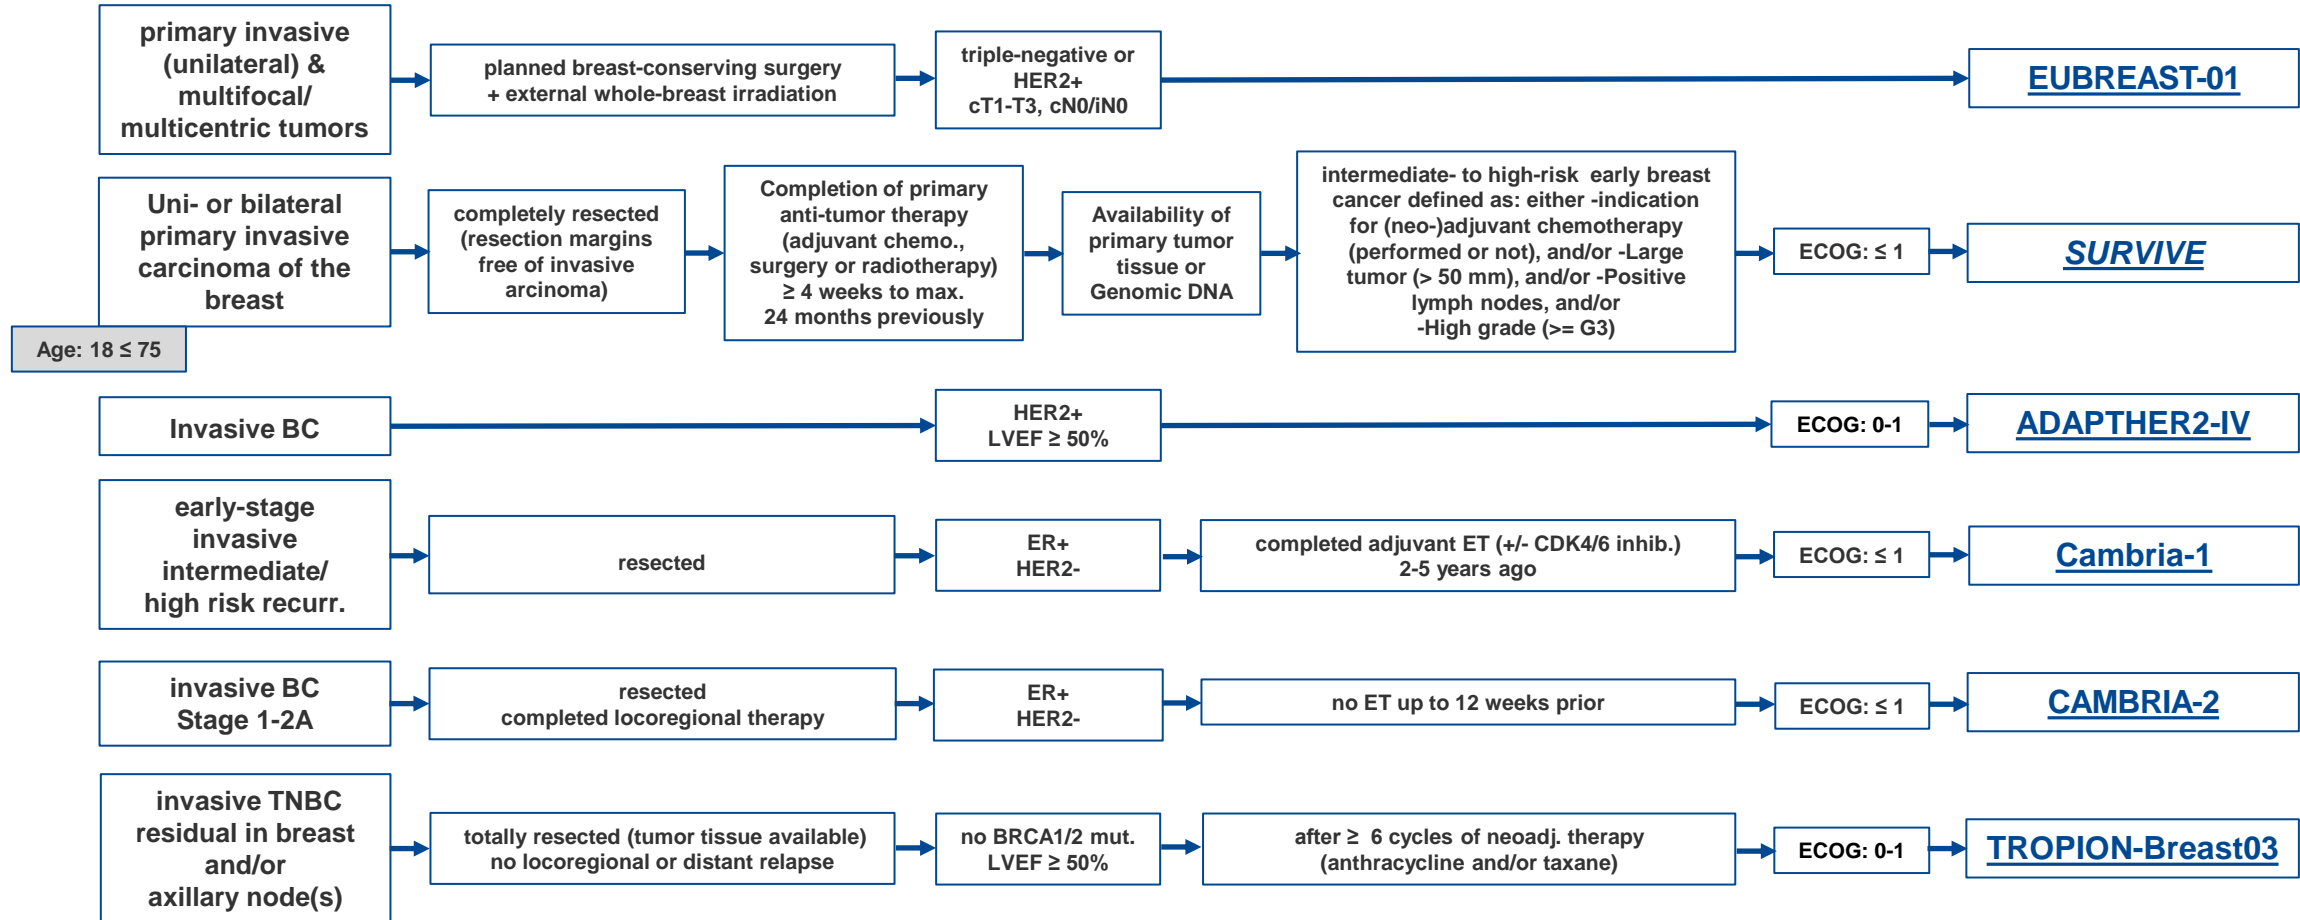 primary invasive
(unilateral) &
multifocal/
multicentric tumors
planned breast-conserving surgery
+ external whole-breast irradiation
triple-negative or
HER2+
cT1-T3, cN0/iN0
EUBREAST-01
Uni- or bilateral
primary invasive
carcinoma of the
breast
Age: 18 ≤ 75
completely resected
(resection margins
free of invasive
arcinoma)
Completion of primary
anti-tumor therapy
(adjuvant chemo.,
surgery or radiotherapy)
≥ 4 weeks to max.
24 months previously
Availability of
primary tumor
tissue or
Genomic DNA
intermediate- to high-risk early breast
cancer defined as: either -indication
for (neo-)adjuvant chemotherapy
(performed or not), and/or -Large
tumor (> 50 mm), and/or -Positive
lymph nodes, and/or
-High grade (>= G3)
ECOG: ≤ 1
SURVIVE
Invasive BC
HER2+
LVEF ≥ 50%
ECOG: 0-1
ADAPTHER2-IV
early-stage
invasive
intermediate/
high risk recurr.
resected
ER+
HER2-
completed adjuvant ET (+/- CDK4/6 inhib.)
2-5 years ago
ECOG: ≤ 1
Cambria-1
invasive BC
Stage 1-2A
resected
completed locoregional therapy
ER+
HER2-
no ET up to 12 weeks prior
ECOG: ≤ 1
CAMBRIA-2
invasive TNBC
residual in breast
and/or
axillary node(s)
totally resected (tumor tissue available)
no locoregional or distant relapse
no BRCA1/2 mut.
LVEF ≥ 50%
after ≥ 6 cycles of neoadj. therapy
(anthracycline and/or taxane)
ECOG: 0-1
TROPION-Breast03